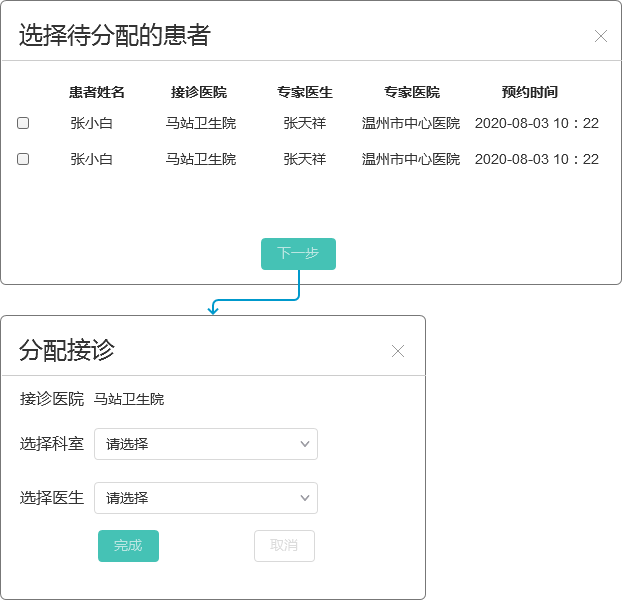 选择待分配的患者
患者姓名 接诊医院 专家医生 专家医院 预约时间
张小白 马站卫生院 张天祥 温州市中心医院 2020-08-03 10：22
张小白 马站卫生院 张天祥 温州市中心医院 2020-08-03 10：22
下一步
分配接诊
接诊医院 马站卫生院
选择科室 请选择
选择医生 请选择
完成 取消